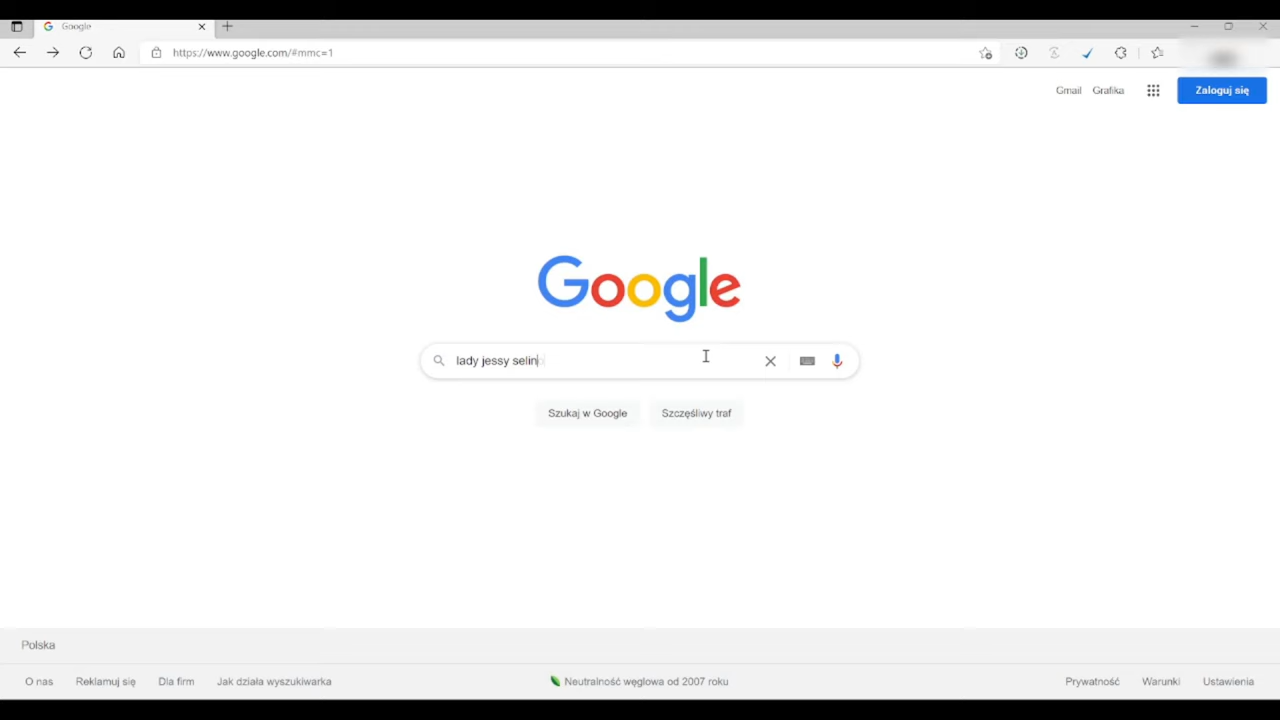 Google
https://www.google.com/#mmc=1
Gmail Grafika Zaloguj się
Google
lady jessy selin
Szukaj w Google Szczęśliwy traf
Polska
O nas Reklamuj się Dla firm Jak działa wyszukiwarka Neutralność węglowa od 2007 roku Prywatność Warunki Ustawienia